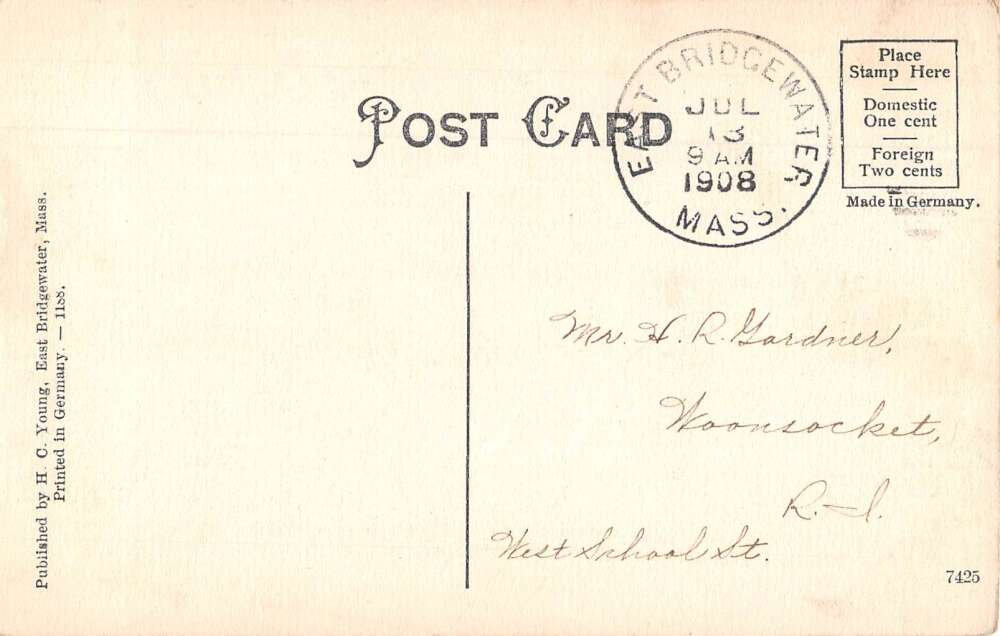 POST CARD
EAST BRIDGEWATER,
JUL
13
9 AM
1908
MASS.
Place
Stamp Here
Domestic
One cent
Foreign
Two cents
Made in Germany.
Published by H. C. Young, East Bridgewater, Mass.
Printed in Germany. — 1188.
Mr. H. R. Gardner,
Woonsocket,
R. I.
West School St.
7425